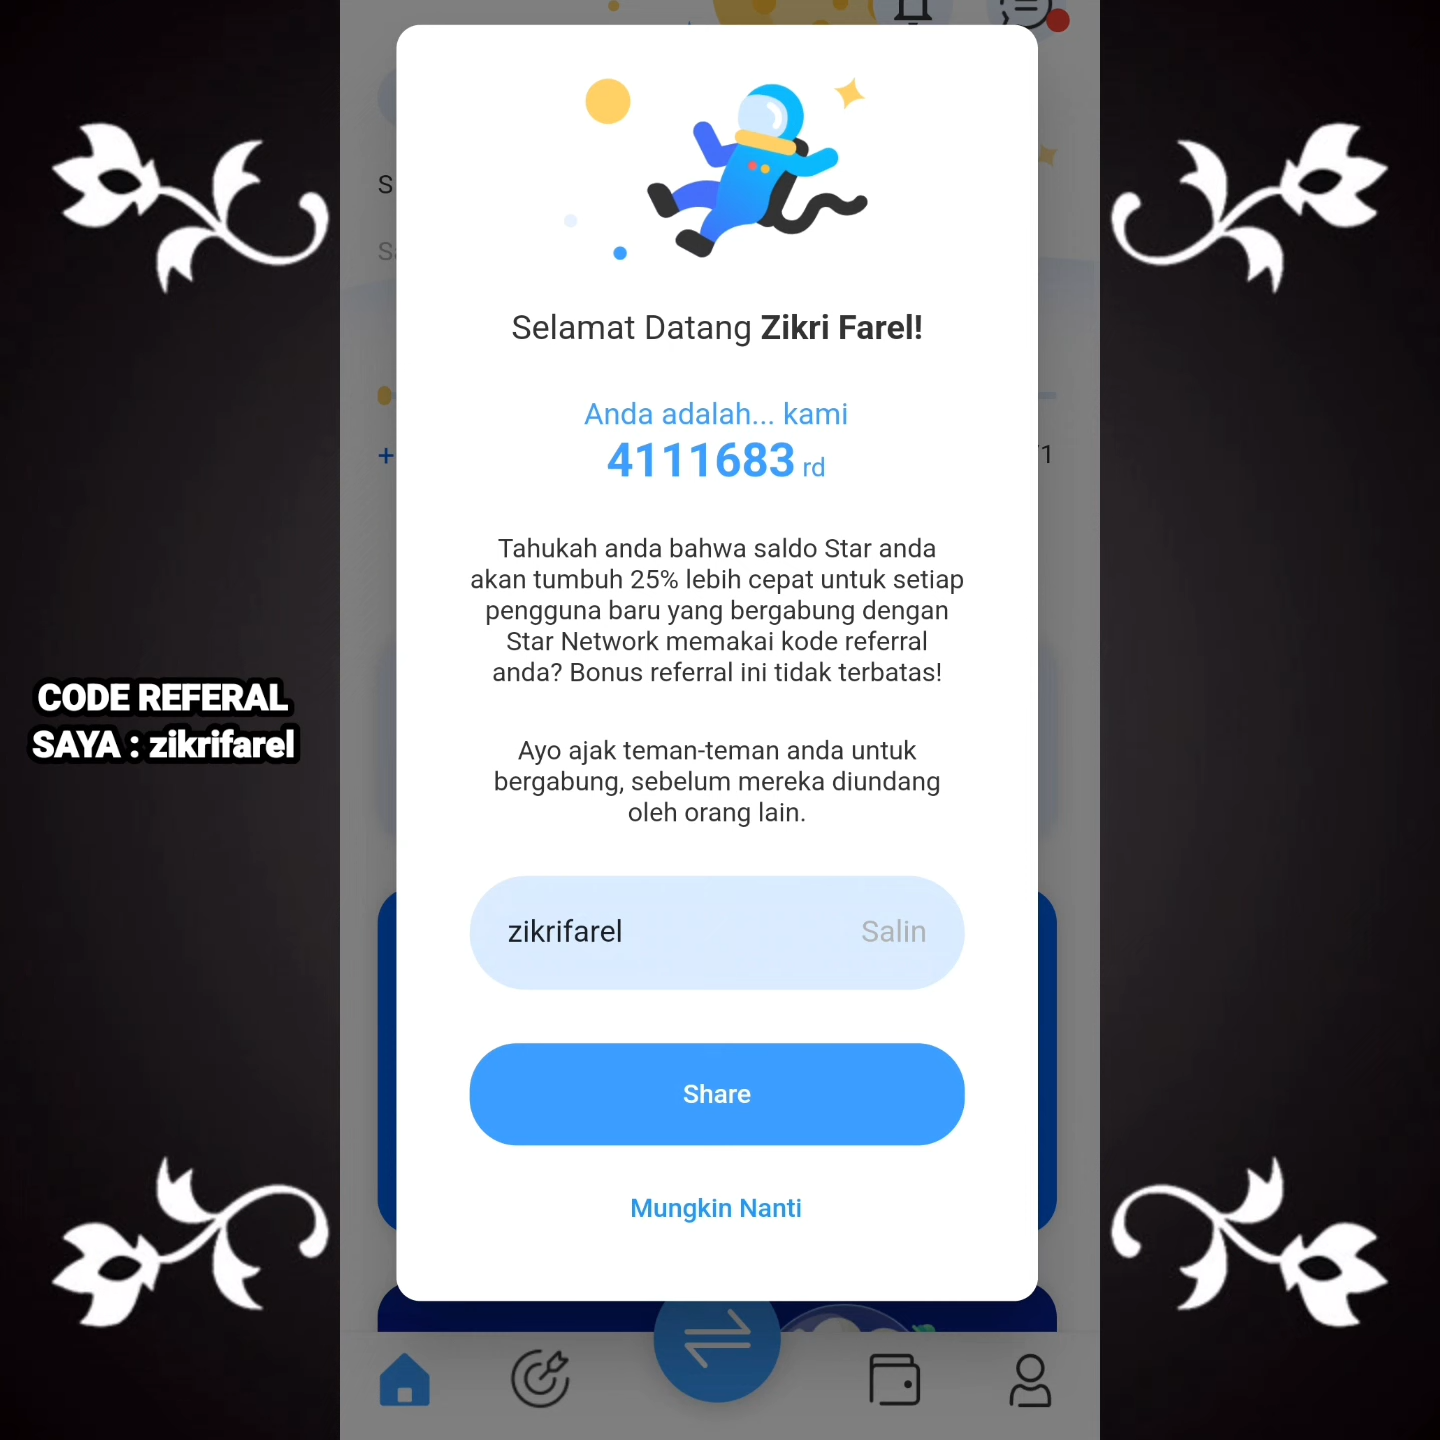 Selamat Datang Zikri Farel!
Anda adalah... kami
4111683 rd
Tahukah anda bahwa saldo Star anda
akan tumbuh 25% lebih cepat untuk setiap
pengguna baru yang bergabung dengan
Star Network memakai kode referral
anda? Bonus referral ini tidak terbatas!
Ayo ajak teman-teman anda untuk
bergabung, sebelum mereka diundang
oleh orang lain.
zikrifarel Salin
Share
Mungkin Nanti
CODE REFERAL
SAYA : zikrifarel